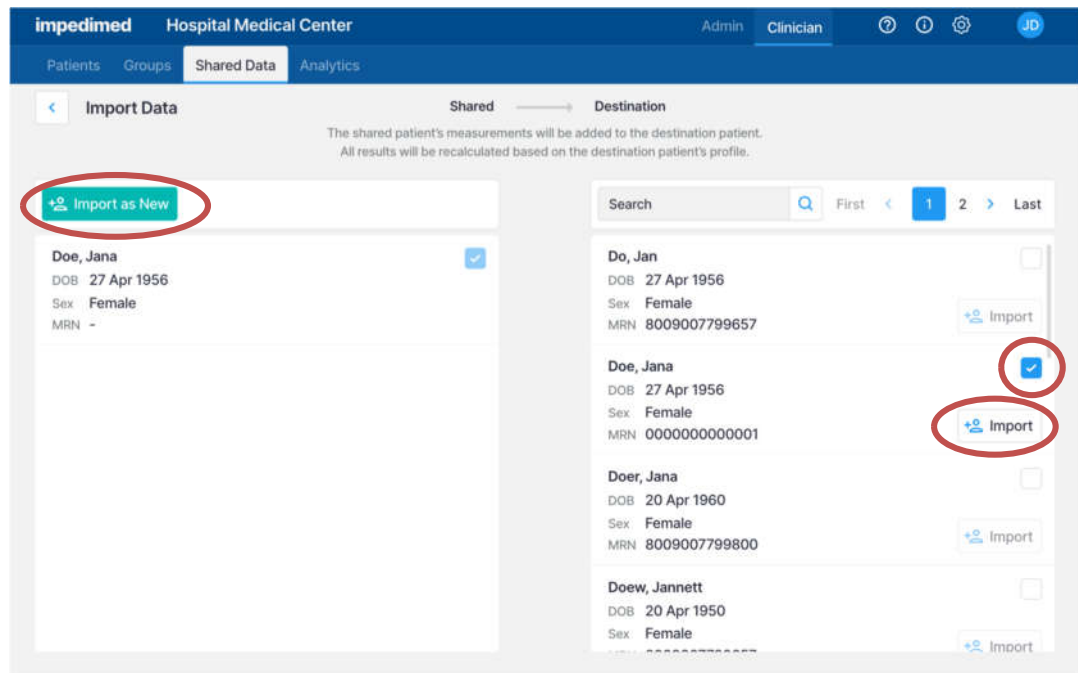 impedimed Hospital Medical Center Admin Clinician JD
Patients Groups Shared Data Analytics
Import Data Shared Destination
The shared patient's measurements will be added to the destination patient.
All results will be recalculated based on the destination patient's profile.
Import as New
Doe, Jana
DOB 27 Apr 1956
Sex Female
MRN -
Search First < 1 2 > Last
Do, Jan
DOB 27 Apr 1956
Sex Female
Import
MRN 8009007799657
Doe, Jana
DOB 27 Apr 1956
Sex Female
Import
MRN 0000000000001
Doer, Jana
DOB 20 Apr 1960
Sex Female
Import
MRN 8009007799800
Doew, Jannett
DOB 20 Apr 1950
Sex Female
Import